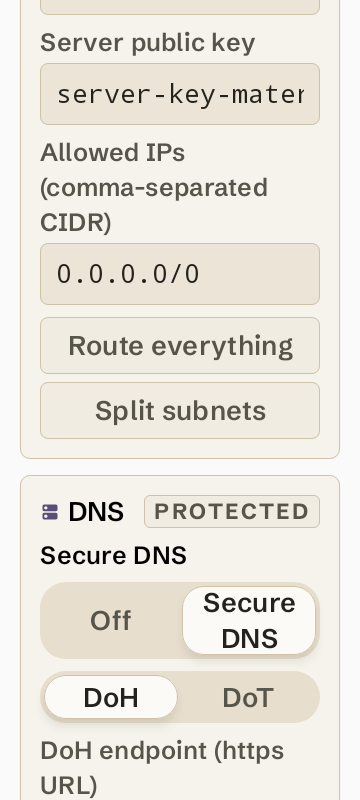 Server public key
server-key-mater
Allowed IPs
(comma-separated
CIDR)
0.0.0.0/0
Route everything
Split subnets
DNS
PROTECTED
Secure DNS
Off
Secure
DNS
DoH
DoT
DoH endpoint (https
URL)